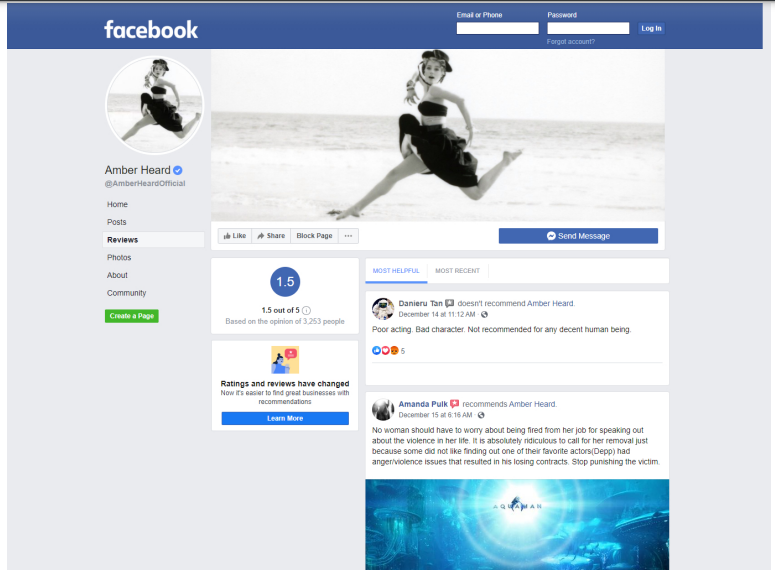 facebook
Email or Phone
Password
Log In
Forgot account?
Amber Heard
@AmberHeardOfficial
Home
Posts
Reviews
Photos
About
Community
Create a Page
Like
Share
Block Page
Send Message
1.5
1.5 out of 5
Based on the opinion of 3,253 people
Ratings and reviews have changed
Now it's easier to find great businesses with
recommendations
Learn More
MOST HELPFUL
MOST RECENT
Danieru Tan doesn't recommend Amber Heard.
December 14 at 11:12 AM ·
Poor acting. Bad character. Not recommended for any decent human being.
5
Amanda Pulk recommends Amber Heard.
December 15 at 6:16 AM ·
No woman should have to worry about being fired from her job for speaking out
about the violence in her life. It is absolutely ridiculous to call for her removal just
because some did not like finding out one of their favorite actors(Depp) had
anger/violence issues that resulted in his losing contracts. Stop punishing the victim.
AQUAMAN